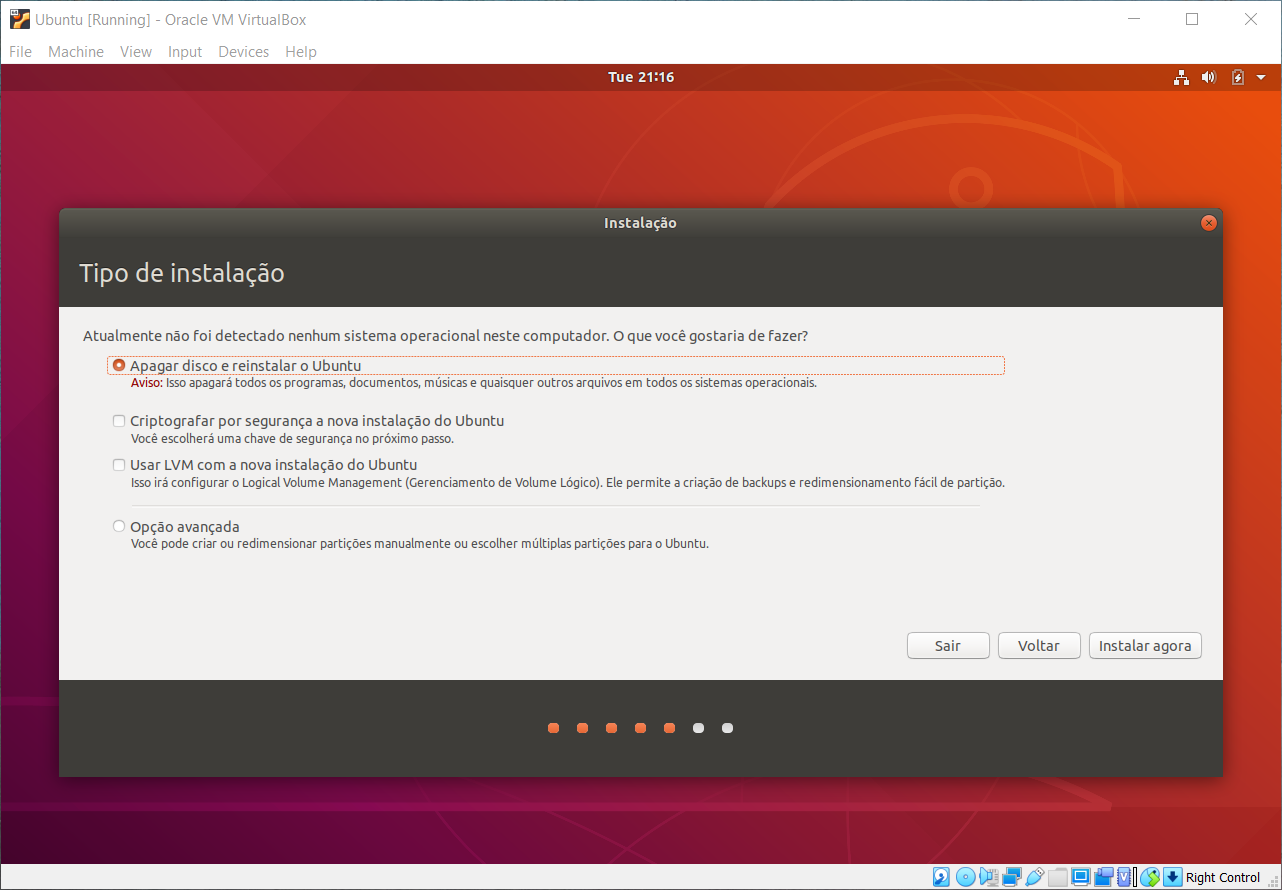 Ubuntu [Running] - Oracle VM VirtualBox
File Machine View Input Devices Help
Tue 21:16
Instalação
Tipo de instalação
Atualmente não foi detectado nenhum sistema operacional neste computador. O que você gostaria de fazer?
Apagar disco e reinstalar o Ubuntu
Aviso: Isso apagará todos os programas, documentos, músicas e quaisquer outros arquivos em todos os sistemas operacionais.
Criptografar por segurança a nova instalação do Ubuntu
Você escolherá uma chave de segurança no próximo passo.
Usar LVM com a nova instalação do Ubuntu
Isso irá configurar o Logical Volume Management (Gerenciamento de Volume Lógico). Ele permite a criação de backups e redimensionamento fácil de partição.
Opção avançada
Você pode criar ou redimensionar partições manualmente ou escolher múltiplas partições para o Ubuntu.
Sair Voltar Instalar agora
Right Control